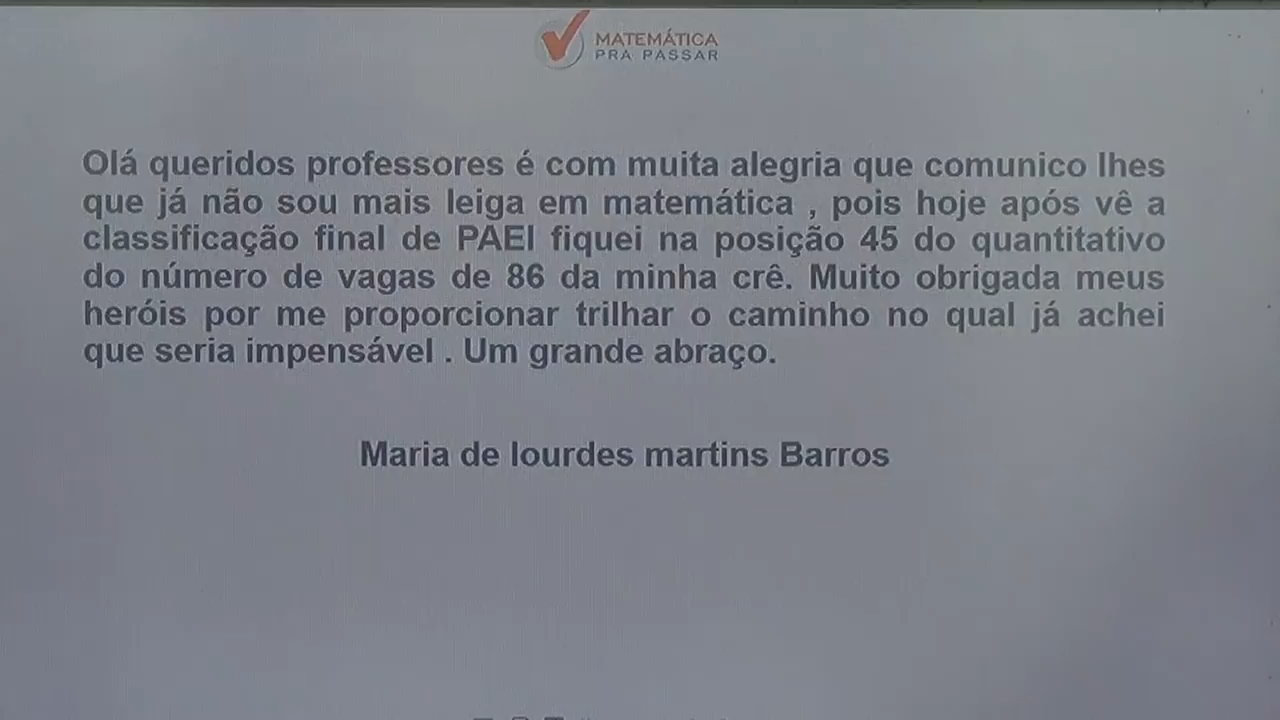 MATEMÁTICA
PRA PASSAR
Olá queridos professores é com muita alegria que comunico lhes
que já não sou mais leiga em matemática , pois hoje após vê a
classificação final de PAEI fiquei na posição 45 do quantitativo
do número de vagas de 86 da minha crê. Muito obrigada meus
heróis por me proporcionar trilhar o caminho no qual já achei
que seria impensável . Um grande abraço.
Maria de lourdes martins Barros